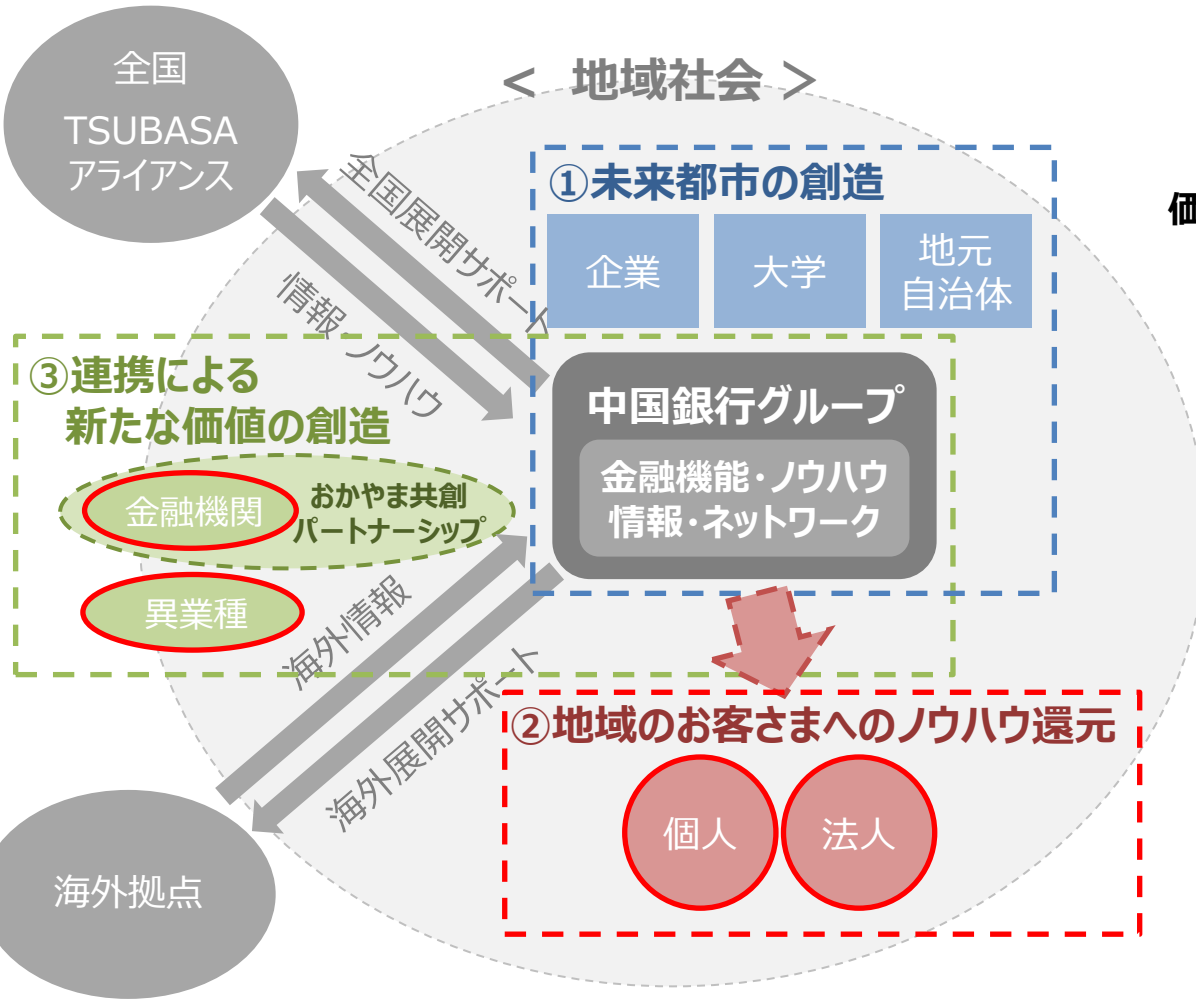 全国
TSUBASA
アライアンス
< 地域社会 >
全国展開サポート
情報・ノウハウ
①未来都市の創造
企業
大学
地元
自治体
価
③連携による
新たな価値の創造
金融機関
おかやま共創
パートナーシップ
異業種
中国銀行グループ
金融機能・ノウハウ
情報・ネットワーク
海外情報
海外展開サポート
②地域のお客さまへのノウハウ還元
個人
法人
海外拠点